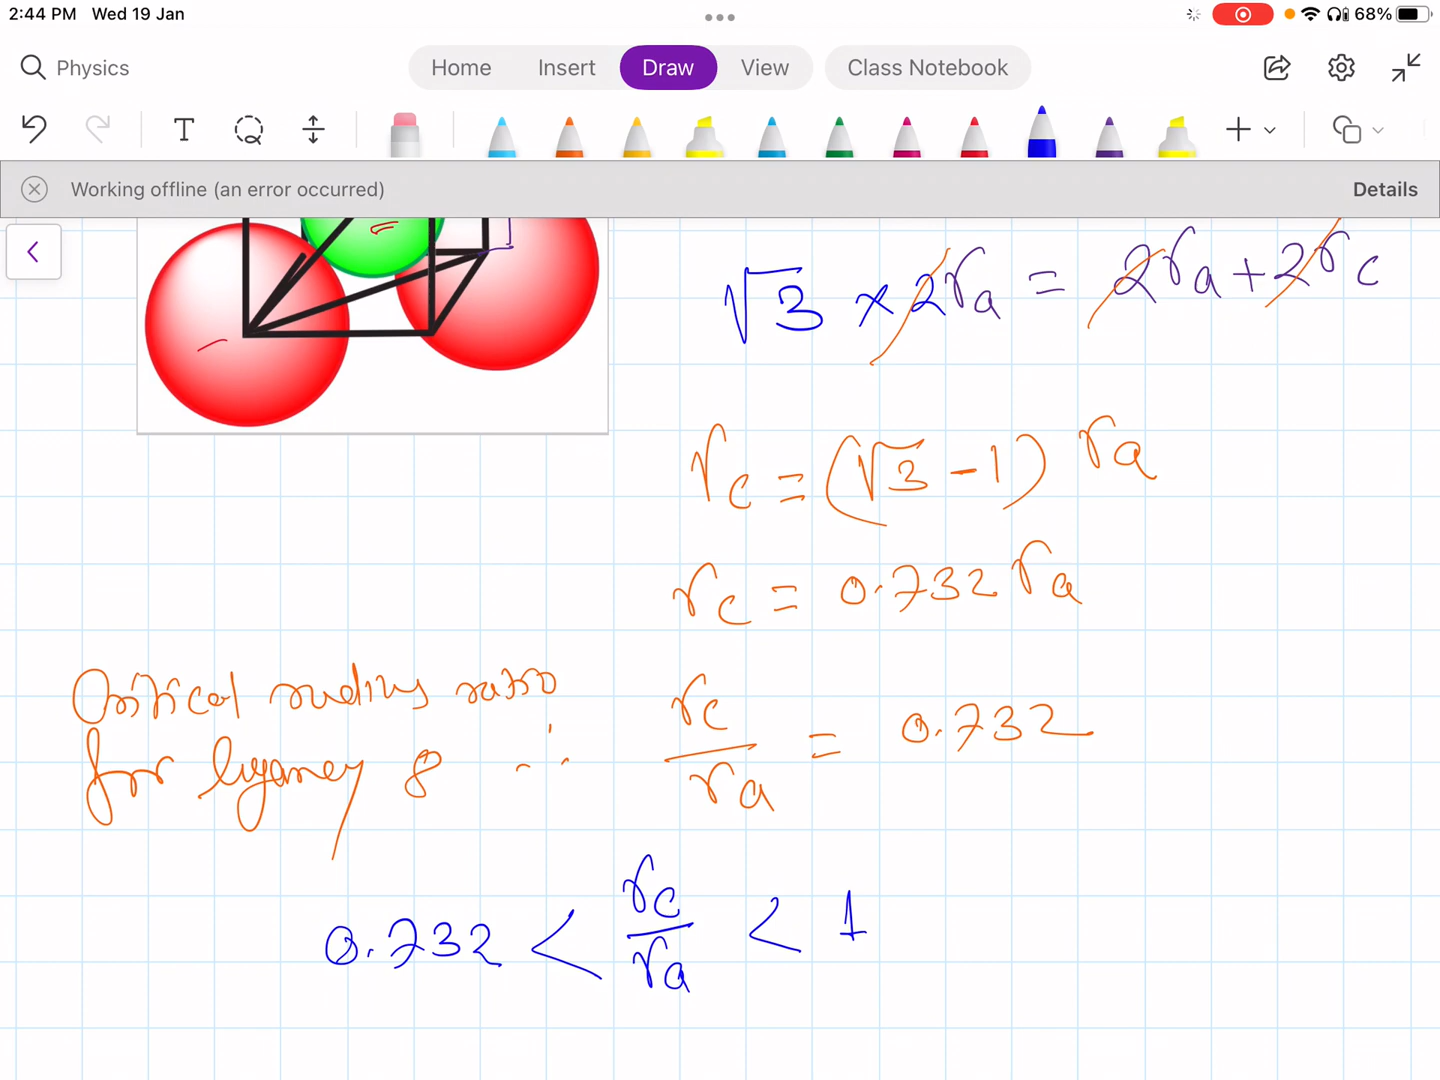 2:44 PM Wed 19 Jan
68%
Physics
Home Insert Draw View Class Notebook
T
Working offline (an error occurred) Details
√3 × 2ra = 2ra + 2rc
rc = (√3 − 1) ra
rc = 0.732 ra
Critical radius ratio
for ligancy 8 ∴ rc/ra = 0.732
0.732 < rc/ra < 1